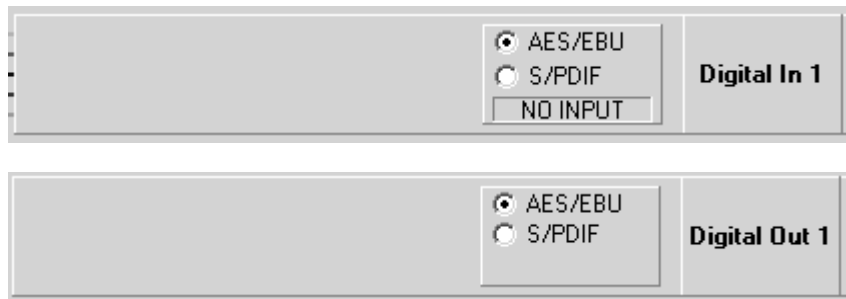 AES/EBU
S/PDIF
NO INPUT
Digital In 1
AES/EBU
S/PDIF
Digital Out 1